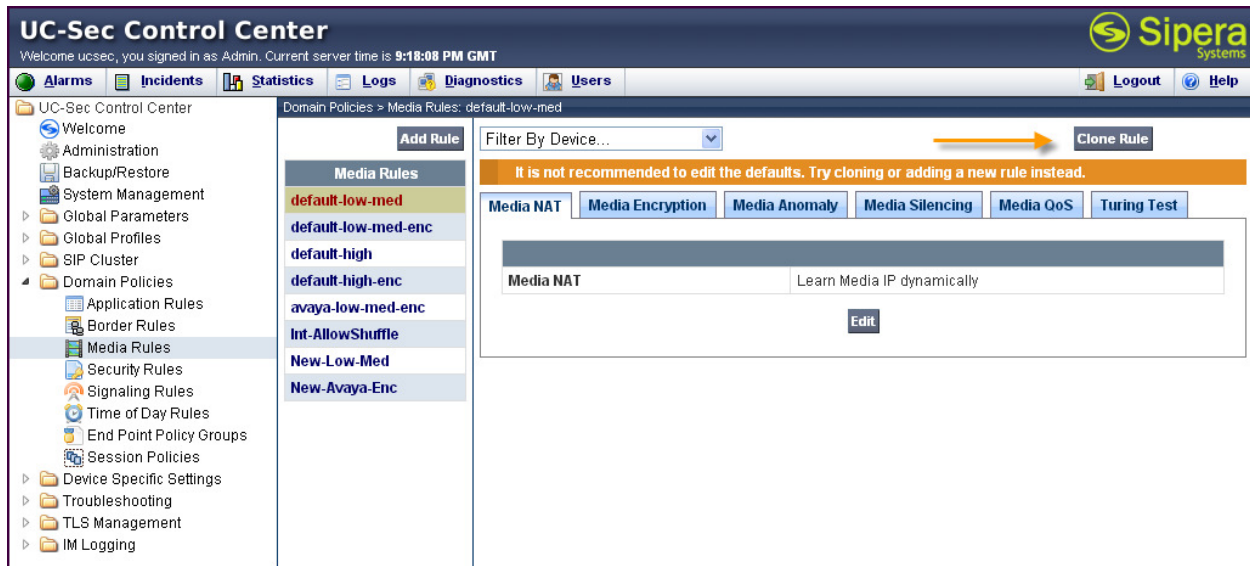 UC-Sec Control Center
Welcome ucsec, you signed in as Admin. Current server time is 9:18:08 PM GMT
Sipera
Systems
Alarms Incidents Statistics Logs Diagnostics Users Logout Help
UC-Sec Control Center
Welcome
Administration
Backup/Restore
System Management
Global Parameters
Global Profiles
SIP Cluster
Domain Policies
Application Rules
Border Rules
Media Rules
Security Rules
Signaling Rules
Time of Day Rules
End Point Policy Groups
Session Policies
Device Specific Settings
Troubleshooting
TLS Management
IM Logging
Domain Policies > Media Rules: default-low-med
Add Rule
Media Rules
default-low-med
default-low-med-enc
default-high
default-high-enc
avaya-low-med-enc
Int-AllowShuffle
New-Low-Med
New-Avaya-Enc
Filter By Device...
Clone Rule
It is not recommended to edit the defaults. Try cloning or adding a new rule instead.
Media NAT Media Encryption Media Anomaly Media Silencing Media QoS Turing Test
Media NAT Learn Media IP dynamically
Edit